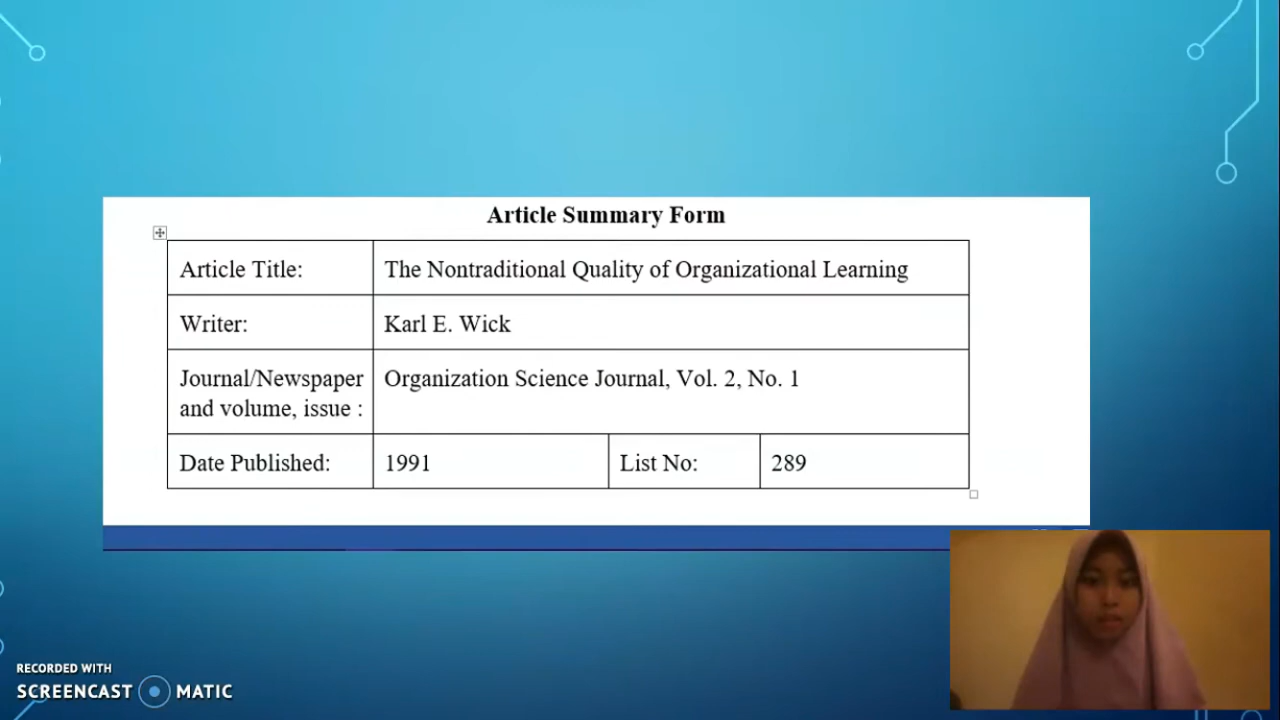 Article Summary Form
Article Title: The Nontraditional Quality of Organizational Learning
Writer: Karl E. Wick
Journal/Newspaper Organization Science Journal, Vol. 2, No. 1
and volume, issue :
Date Published: 1991 List No: 289
RECORDED WITH
SCREENCAST MATIC